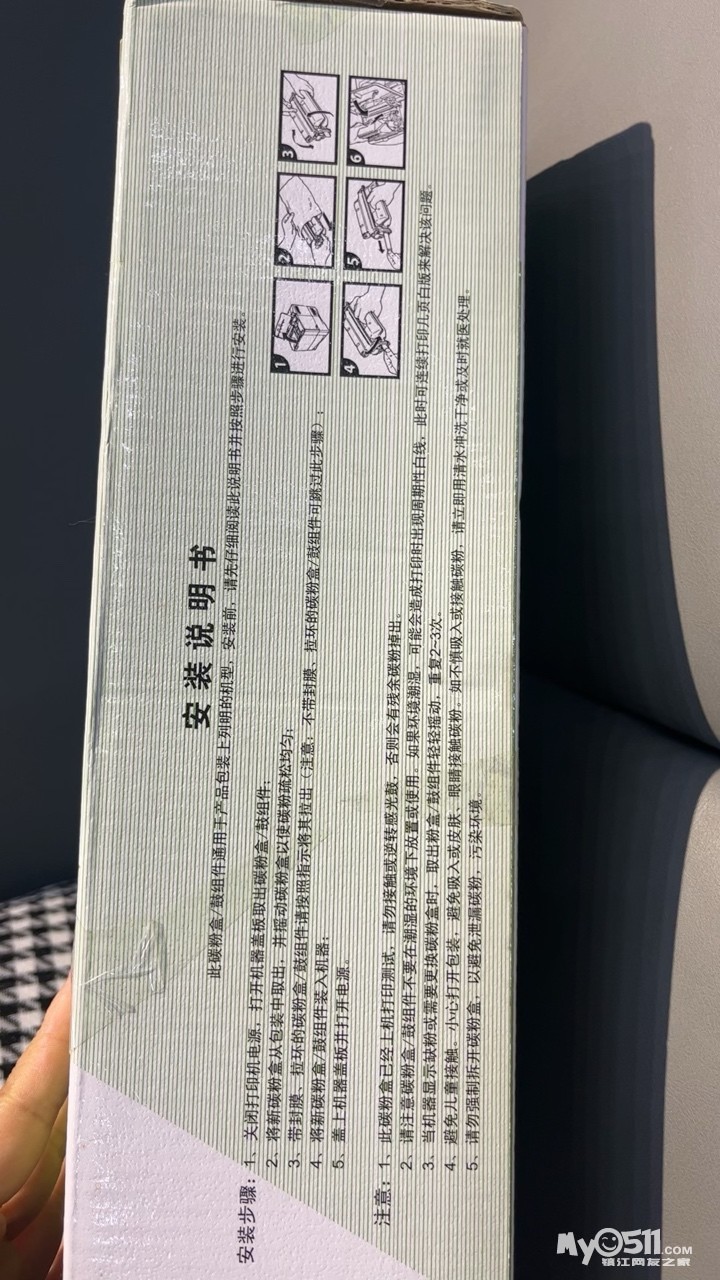 安装说明书
此碳粉盒/鼓组件通用于产品包装上列明的机型，安装前，请先仔细阅读此说明书并按照步骤进行安装。
安装步骤：1、关闭打印机电源，打开机器盖板取出碳粉盒/鼓组件；
2、将新碳粉盒从包装中取出，并摇动碳粉盒以使碳粉疏松均匀；
3、带封膜、拉环的碳粉盒/鼓组件请按照指示将其拉出（注意：不带封膜、拉环的碳粉盒/鼓组件可跳过此步骤）；
4、将新碳粉盒/鼓组件装入机器；
5、盖上机器盖板并打开电源。
1 2 3
4 5 6
注意：1、此碳粉盒已经上机打印测试，请勿接触或逆转感光鼓，否则会有残余碳粉掉出。
2、请注意碳粉盒/鼓组件不要在潮湿的环境下放置或使用。如果环境潮湿，可能会造成打印时出现周期性白线，此时可连续打印几页白版来解决该问题。
3、当机器显示缺粉或需要更换碳粉盒时，取出粉盒/鼓组件轻轻摇动，重复2~3次。
4、避免儿童接触。小心打开包装，避免吸入或皮肤、眼睛接触碳粉。如不慎吸入或接触碳粉，请立即用清水冲洗干净或及时就医处理。
5、请勿强制拆开碳粉盒，以避免泄漏碳粉，污染环境。
My0511.COM
镇江网友之家